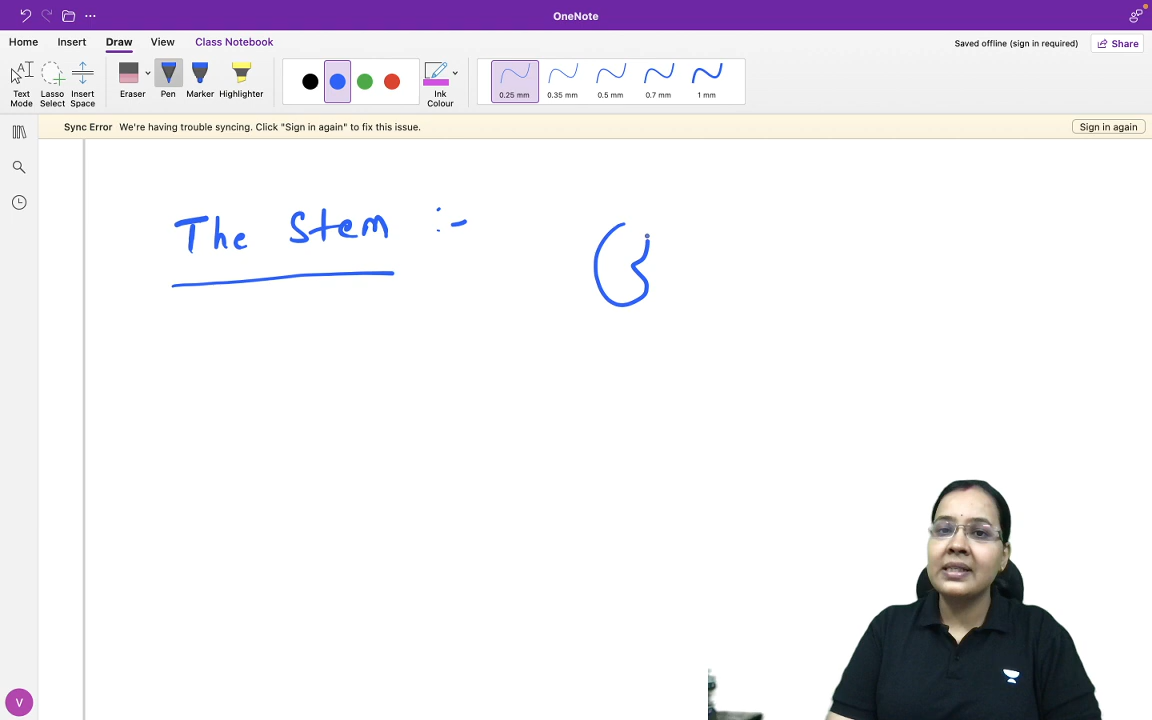 OneNote
Home Insert Draw View Class Notebook
Saved offline (sign in required) Share
Text Mode
Lasso Select
Insert Space
Eraser
Pen
Marker
Highlighter
Ink Colour
0.25 mm 0.35 mm 0.5 mm 0.7 mm 1 mm
Sync Error We're having trouble syncing. Click "Sign in again" to fix this issue. Sign in again
The Stem :-
V